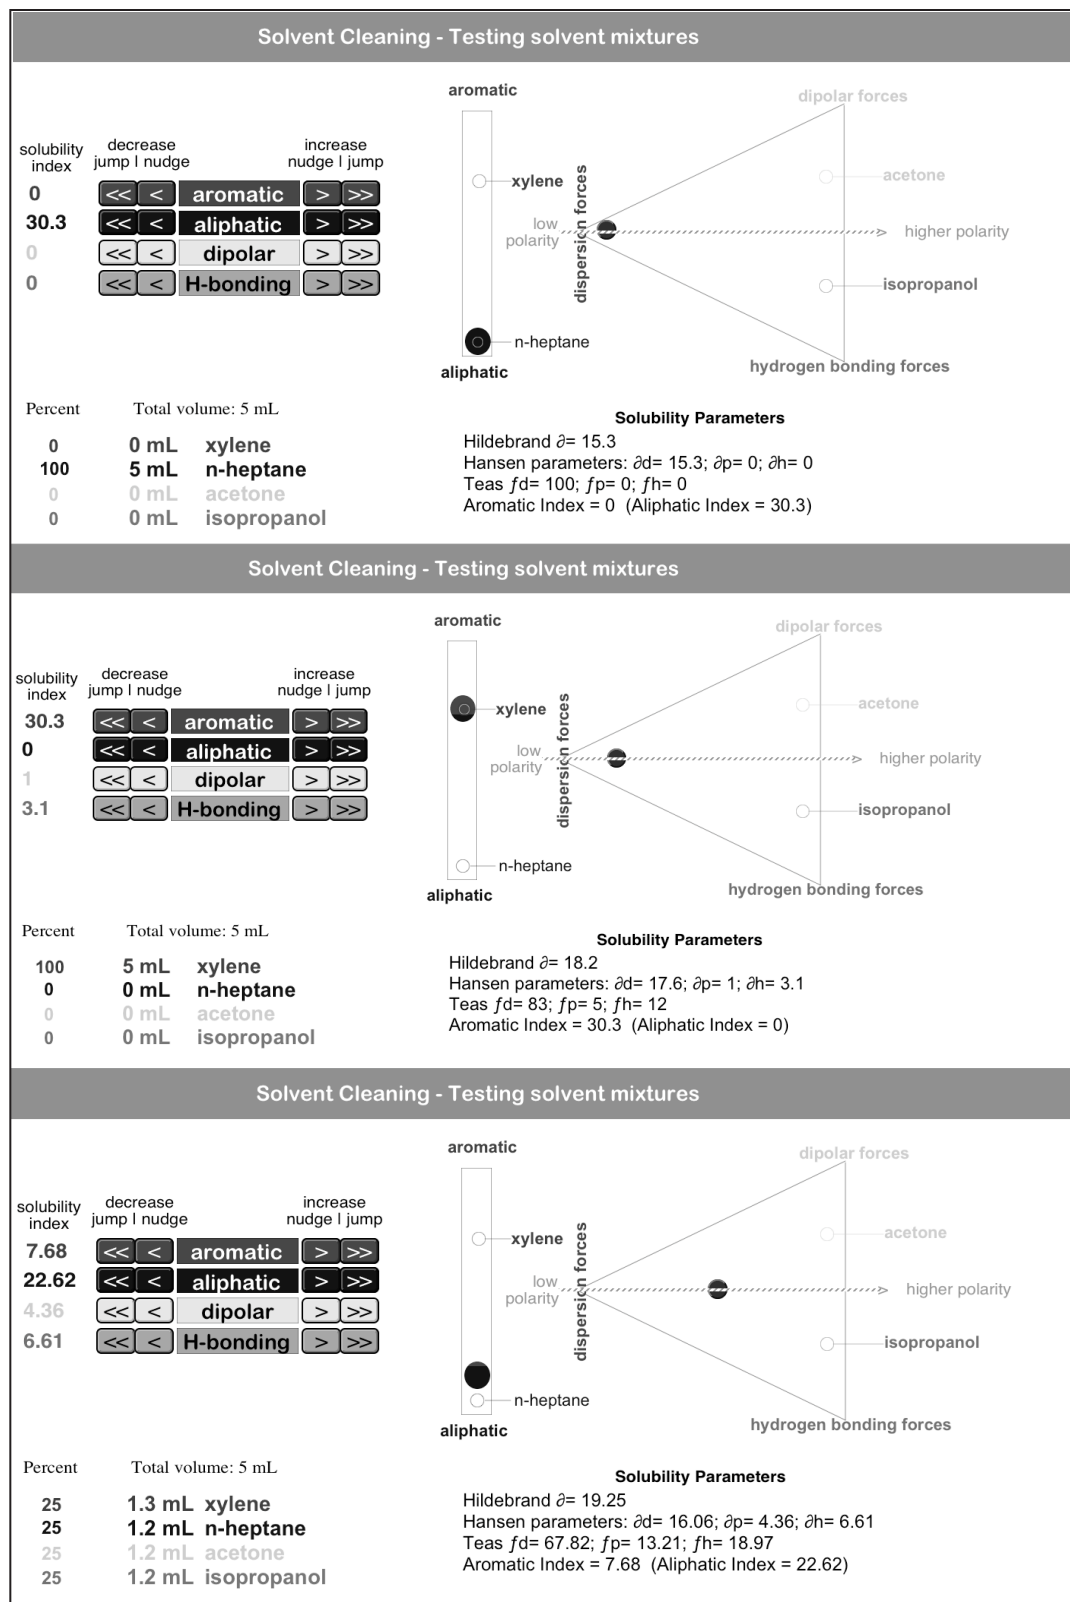 Solvent Cleaning - Testing solvent mixtures
aromatic
dipolar forces
solubility index
decrease
jump | nudge
increase
nudge | jump
0 << < aromatic > >>
30.3 << < aliphatic > >>
0 << < dipolar > >>
0 << < H-bonding > >>
xylene
dispersion forces
acetone
low polarity
higher polarity
isopropanol
n-heptane
aliphatic
hydrogen bonding forces
Percent Total volume: 5 mL
0 0 mL xylene
100 5 mL n-heptane
0 0 mL acetone
0 0 mL isopropanol
Solubility Parameters
Hildebrand ∂= 15.3
Hansen parameters: ∂d= 15.3; ∂p= 0; ∂h= 0
Teas ƒd= 100; ƒp= 0; ƒh= 0
Aromatic Index = 0 (Aliphatic Index = 30.3)
Solvent Cleaning - Testing solvent mixtures
aromatic
dipolar forces
solubility index
decrease
jump | nudge
increase
nudge | jump
30.3 << < aromatic > >>
0 << < aliphatic > >>
1 << < dipolar > >>
3.1 << < H-bonding > >>
xylene
dispersion forces
acetone
low polarity
higher polarity
isopropanol
n-heptane
aliphatic
hydrogen bonding forces
Percent Total volume: 5 mL
100 5 mL xylene
0 0 mL n-heptane
0 0 mL acetone
0 0 mL isopropanol
Solubility Parameters
Hildebrand ∂= 18.2
Hansen parameters: ∂d= 17.6; ∂p= 1; ∂h= 3.1
Teas ƒd= 83; ƒp= 5; ƒh= 12
Aromatic Index = 30.3 (Aliphatic Index = 0)
Solvent Cleaning - Testing solvent mixtures
aromatic
dipolar forces
solubility index
decrease
jump | nudge
increase
nudge | jump
7.68 << < aromatic > >>
22.62 << < aliphatic > >>
4.36 << < dipolar > >>
6.61 << < H-bonding > >>
xylene
dispersion forces
acetone
low polarity
higher polarity
isopropanol
n-heptane
aliphatic
hydrogen bonding forces
Percent Total volume: 5 mL
25 1.3 mL xylene
25 1.2 mL n-heptane
25 1.2 mL acetone
25 1.2 mL isopropanol
Solubility Parameters
Hildebrand ∂= 19.25
Hansen parameters: ∂d= 16.06; ∂p= 4.36; ∂h= 6.61
Teas ƒd= 67.82; ƒp= 13.21; ƒh= 18.97
Aromatic Index = 7.68 (Aliphatic Index = 22.62)